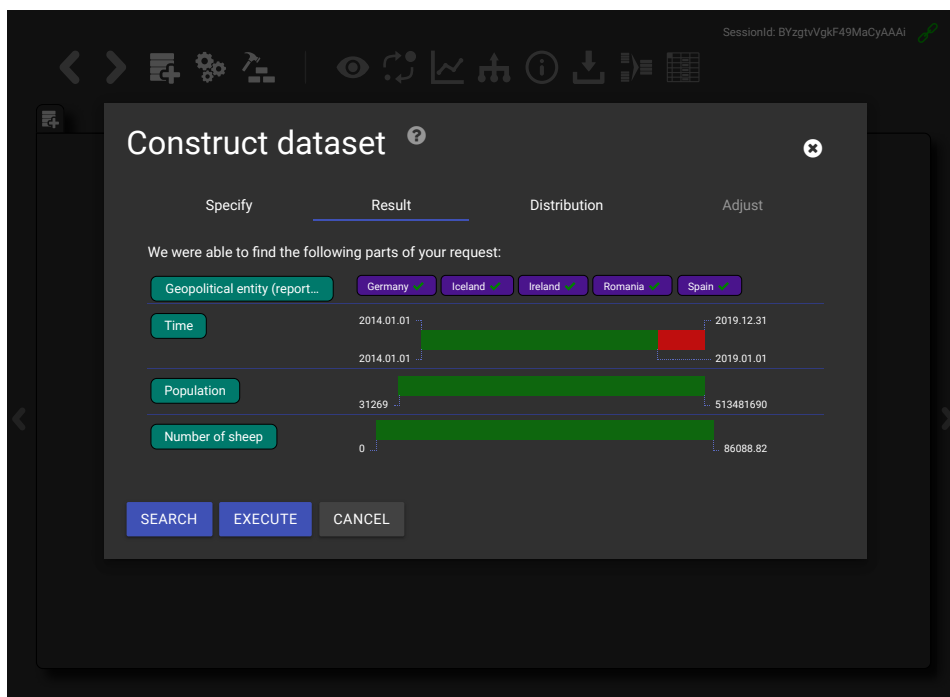 SessionId: BYzgtvVgkF49MaCyAAAi
Construct dataset
Specify Result Distribution Adjust
We were able to find the following parts of your request:
Geopolitical entity (report... Germany Iceland Ireland Romania Spain
Time 2014.01.01 2019.12.31
2014.01.01 2019.01.01
Population
31269 513481690
Number of sheep
0 86088.82
SEARCH EXECUTE CANCEL